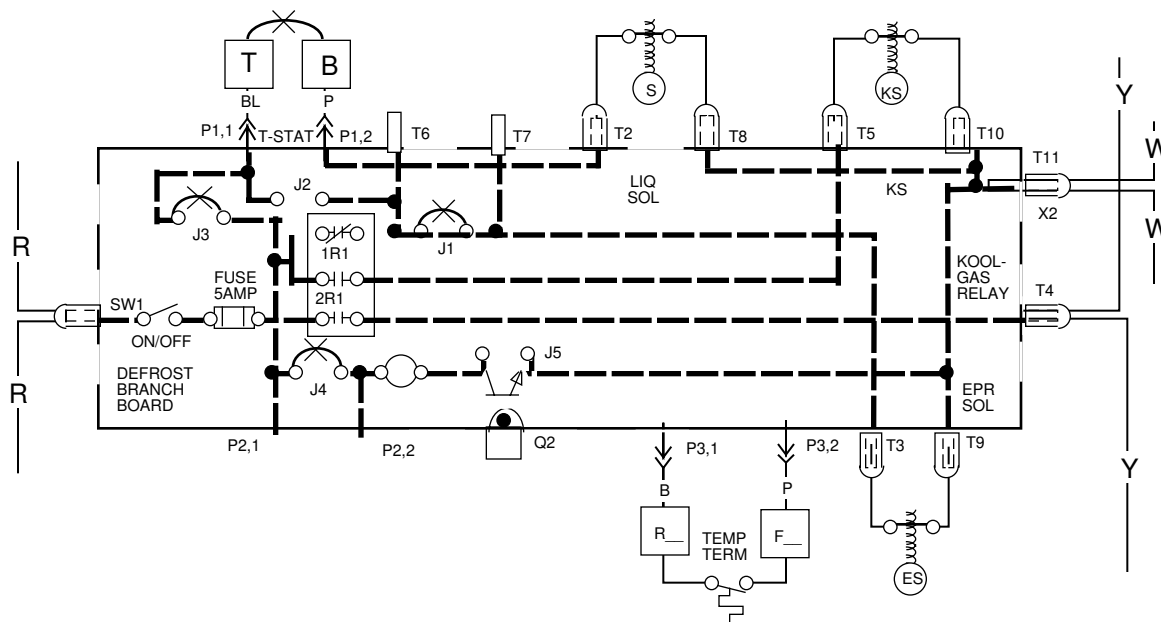 T
B
S
KS
BL
P
Y
P1,1
T-STAT
P1,2
T6
T7
T2
T8
T5
T10
W
T11
J2
LIQ
SOL
KS
X2
W
J3
J1
R
1R1
FUSE
5AMP
KOOL-
GAS
RELAY
2R1
T4
SW1
ON/OFF
J5
DEFROST
BRANCH
BOARD
J4
EPR
SOL
R
P2,1
P2,2
Q2
P3,1
P3,2
T3
T9
Y
B
P
R__
TEMP
TERM
F__
ES